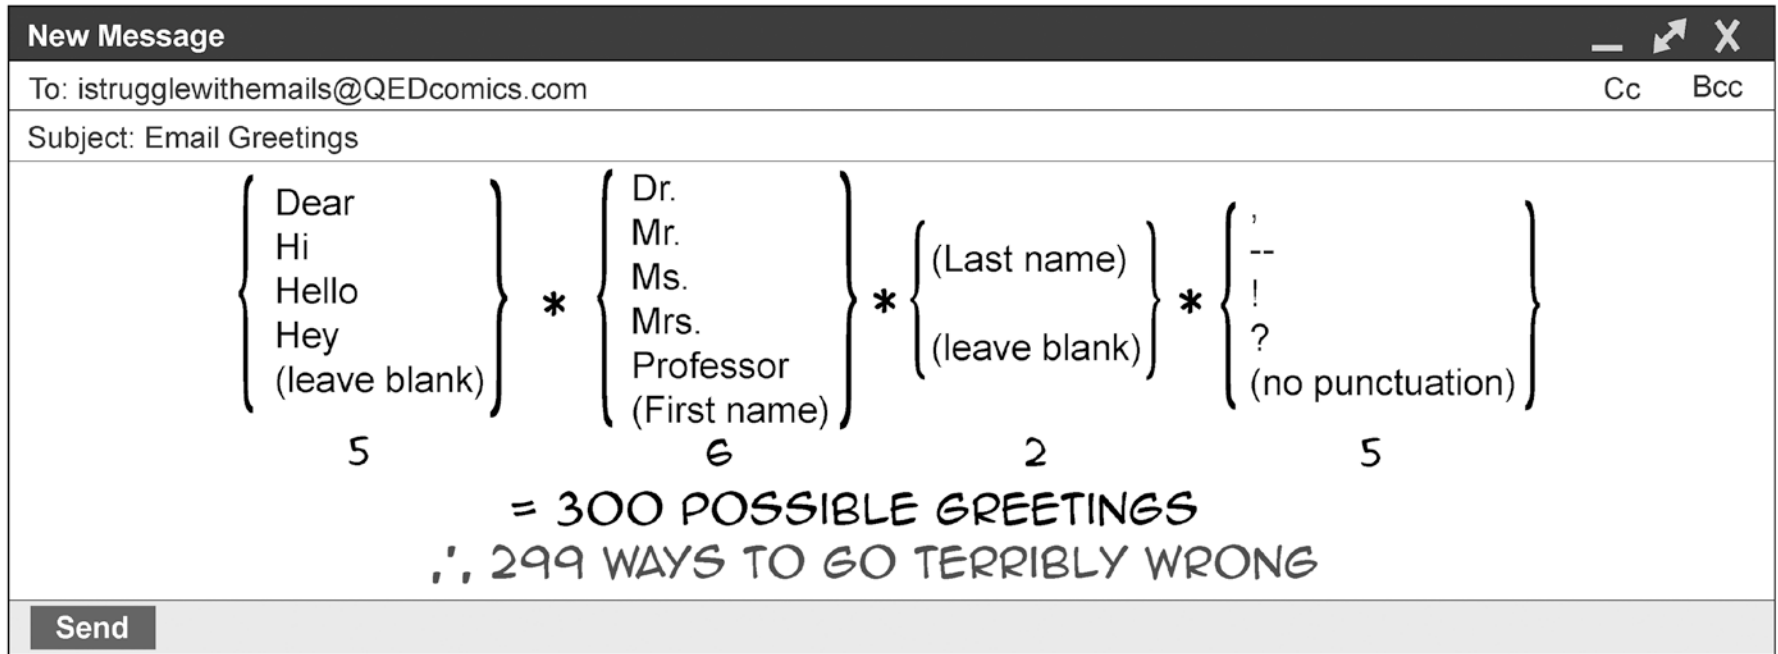 New Message
To: istrugglewithemails@QEDcomics.com Cc Bcc
Subject: Email Greetings
Dear
Hi
Hello
Hey
(leave blank)
5
*
Dr.
Mr.
Ms.
Mrs.
Professor
(First name)
6
*
(Last name)
(leave blank)
2
*
,
--
!
?
(no punctuation)
5
= 300 POSSIBLE GREETINGS
∴ 299 WAYS TO GO TERRIBLY WRONG
Send